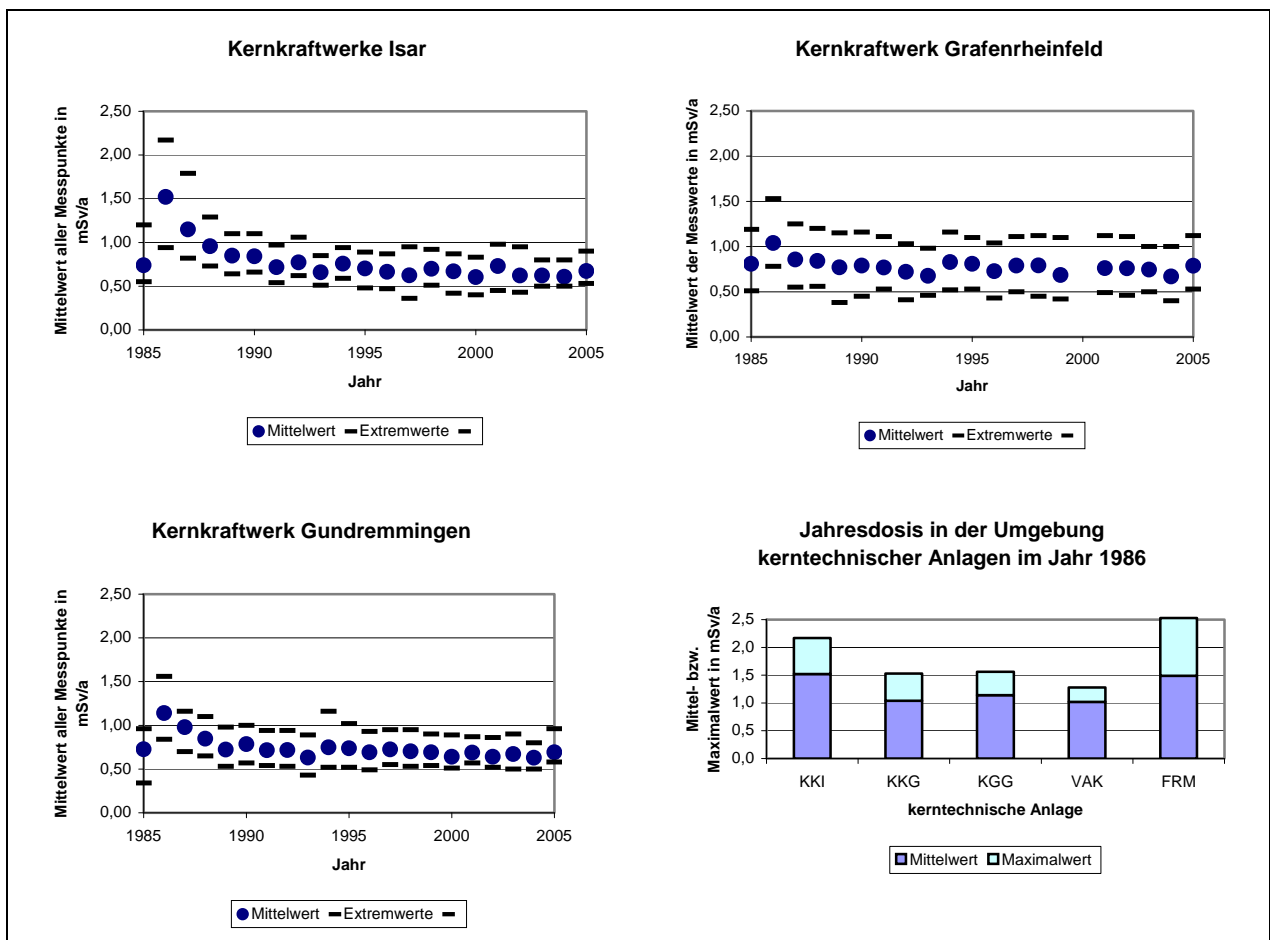 Kernkraftwerke Isar
Mittelwert aller Messpunkte in
mSv/a
2,50
2,00
1,50
1,00
0,50
0,00
1985 1990 1995 2000 2005
Jahr
Mittelwert Extremwerte
Kernkraftwerk Grafenrheinfeld
Mittelwert der Messwerte in mSv/a
2,50
2,00
1,50
1,00
0,50
0,00
1985 1990 1995 2000 2005
Jahr
Mittelwert Extremwerte
Kernkraftwerk Gundremmingen
Mittelwert aller Messpunkte in
mSv/a
2,50
2,00
1,50
1,00
0,50
0,00
1985 1990 1995 2000 2005
Jahr
Mittelwert Extremwerte
Jahresdosis in der Umgebung
kerntechnischer Anlagen im Jahr 1986
Mittel- bzw.
Maximalwert in mSv/a
2,5
2,0
1,5
1,0
0,5
0,0
KKI KKG KGG VAK FRM
kerntechnische Anlage
Mittelwert Maximalwert